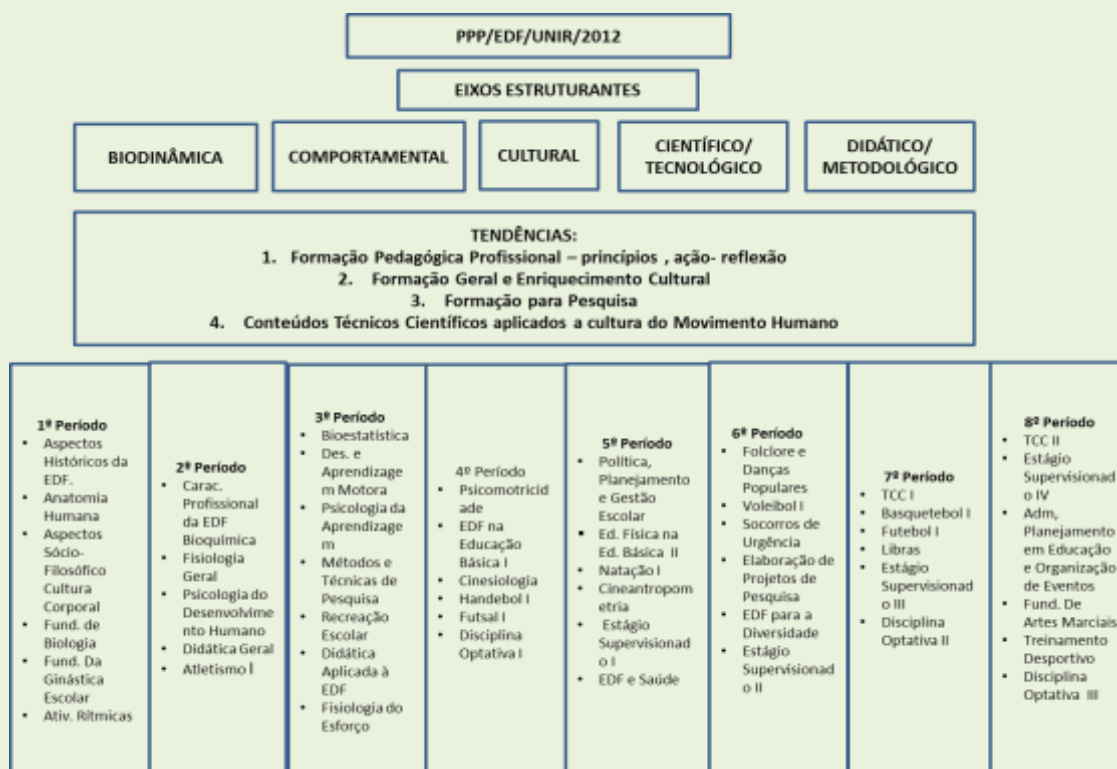 PPP/EDF/UNIR/2012
EIXOS ESTRUTURANTES
BIODINÂMICA
COMPORTAMENTAL
CULTURAL
CIENTÍFICO/
TECNOLÓGICO
DIDÁTICO/
METODOLÓGICO
TENDÊNCIAS:
1. Formação Pedagógica Profissional – princípios , ação- reflexão
2. Formação Geral e Enriquecimento Cultural
3. Formação para Pesquisa
4. Conteúdos Técnicos Científicos aplicados a cultura do Movimento Humano
1º Período
• Aspectos
Históricos da
EDF.
• Anatomia
Humana
• Aspectos
Sócio-
Filosófico
Cultura
Corporal
• Fund. de
Biologia
• Fund. Da
Ginástica
Escolar
• Ativ. Rítmicas
2º Período
• Carac.
Profissional
da EDF
Bioquímica
• Fisiologia
Geral
• Psicologia do
Desenvolvime
nto Humano
• Didática Geral
• Atletismo I
3º Período
• Bioestatística
• Des. e
Aprendizage
m Motora
• Psicologia da
Aprendizage
m
• Métodos e
Técnicas de
Pesquisa
• Recreação
Escolar
• Didática
Aplicada à
EDF
• Fisiologia do
Esforço
4º Período
• Psicomotricid
ade
• EDF na
Educação
Básica I
• Cinesiologia
• Handebol I
• Futsal I
• Disciplina
Optativa I
5º Período
• Política,
Planejamento
e Gestão
Escolar
• Ed. Física na
Ed. Básica II
• Natação I
• Cineantropom
etria
• Estágio
Supervisionad
o I
• EDF e Saúde
6º Período
• Folclore e
Danças
Populares
• Voleibol I
• Socorros de
Urgência
• Elaboração de
Projetos de
Pesquisa
• EDF para a
Diversidade
• Estágio
Supervisionad
o II
7º Período
• TCC I
• Basquetebol I
• Futebol I
• Libras
• Estágio
Supervisionad
o III
• Disciplina
Optativa II
8º Período
• TCC II
• Estágio
Supervisionad
o IV
• Adm,
Planejamento
em Educação
e Organização
de Eventos
• Fund. De
Artes Marciais
• Treinamento
Desportivo
• Disciplina
Optativa III